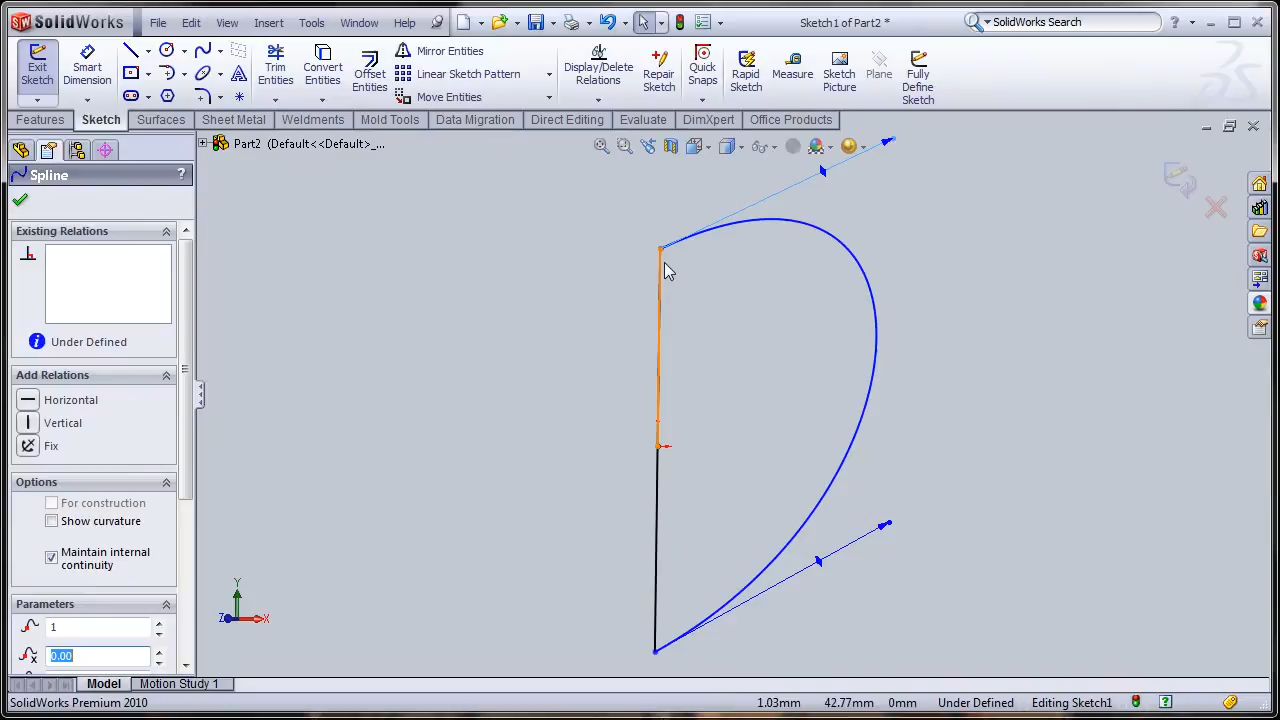 SolidWorks File Edit View Insert Tools Window Help Sketch1 of Part2 * SolidWorks Search ?
Exit Sketch
Smart Dimension
Trim Entities
Convert Entities
Offset Entities
Mirror Entities
Linear Sketch Pattern
Move Entities
Display/Delete Relations
Repair Sketch
Quick Snaps
Rapid Sketch
Measure
Sketch Picture
Plane
Fully Define Sketch
Features Sketch Surfaces Sheet Metal Weldments Mold Tools Data Migration Direct Editing Evaluate DimXpert Office Products
Part2 (Default<<Default>_...
Spline ?
Existing Relations
Under Defined
Add Relations
Horizontal
Vertical
Fix
Options
For construction
Show curvature
Maintain internal
continuity
Parameters
1
0.00
Y
Z X
Model Motion Study 1
SolidWorks Premium 2010 1.03mm 42.77mm 0mm Under Defined Editing Sketch1 ?